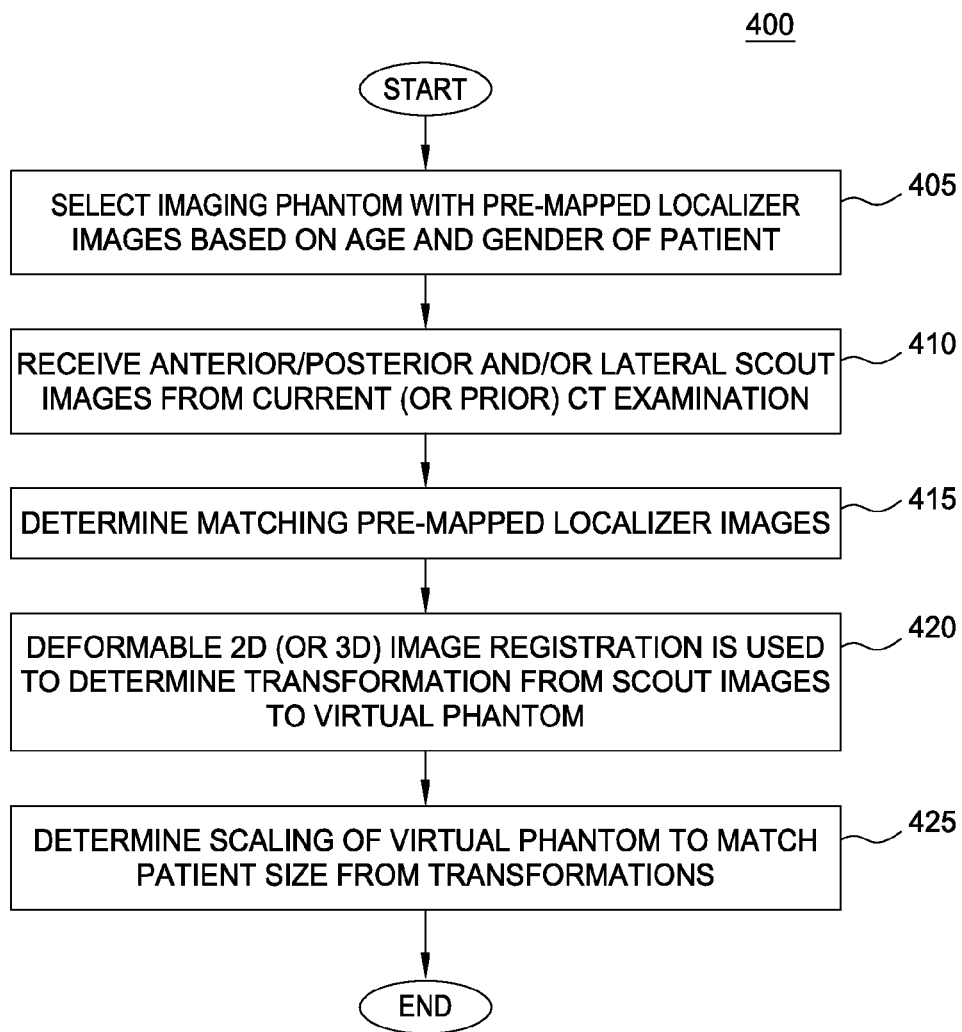 400
START
SELECT IMAGING PHANTOM WITH PRE-MAPPED LOCALIZER
IMAGES BASED ON AGE AND GENDER OF PATIENT
405
RECEIVE ANTERIOR/POSTERIOR AND/OR LATERAL SCOUT
IMAGES FROM CURRENT (OR PRIOR) CT EXAMINATION
410
DETERMINE MATCHING PRE-MAPPED LOCALIZER IMAGES
415
DEFORMABLE 2D (OR 3D) IMAGE REGISTRATION IS USED
TO DETERMINE TRANSFORMATION FROM SCOUT IMAGES
TO VIRTUAL PHANTOM
420
DETERMINE SCALING OF VIRTUAL PHANTOM TO MATCH
PATIENT SIZE FROM TRANSFORMATIONS
425
END